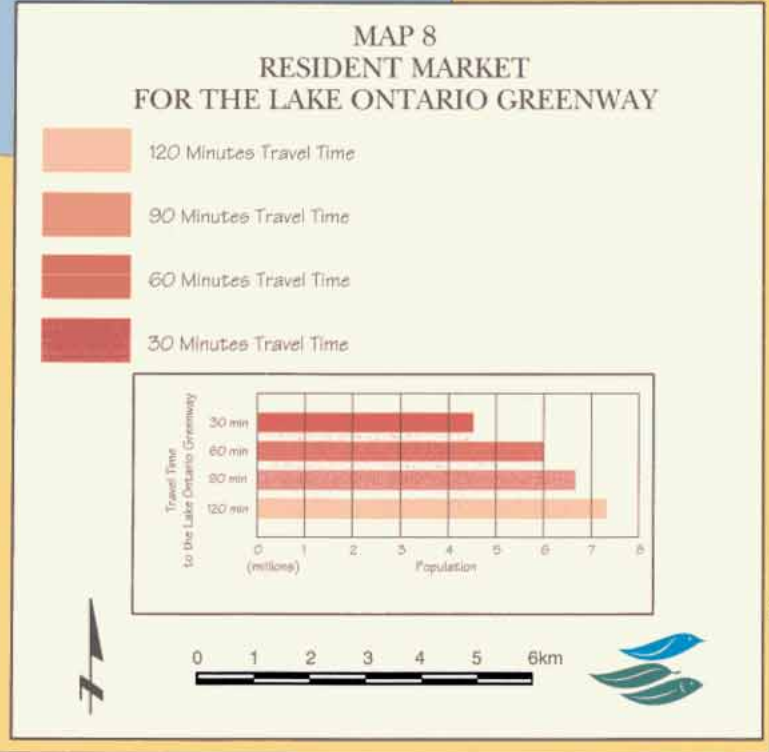 MAP 8
RESIDENT MARKET
FOR THE LAKE ONTARIO GREENWAY
120 Minutes Travel Time
90 Minutes Travel Time
60 Minutes Travel Time
30 Minutes Travel Time
Travel Time
to the Lake Ontario Greenway
30 min
60 min
90 min
120 min
0 1 2 3 4 5 6 7 8
(millions) Population
0 1 2 3 4 5 6km